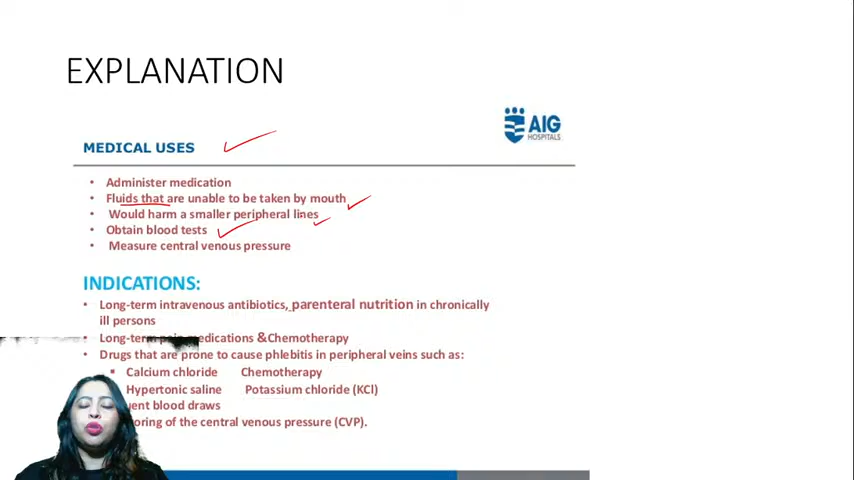 EXPLANATION
AIG
HOSPITALS
MEDICAL USES
• Administer medication
• Fluids that are unable to be taken by mouth
• Would harm a smaller peripheral lines
• Obtain blood tests
• Measure central venous pressure
INDICATIONS:
• Long-term intravenous antibiotics, parenteral nutrition in chronically
ill persons
• Long-term pain medications &Chemotherapy
• Drugs that are prone to cause phlebitis in peripheral veins such as:
▪ Calcium chloride Chemotherapy
Hypertonic saline Potassium chloride (KCl)
blood draws
of the central venous pressure (CVP).